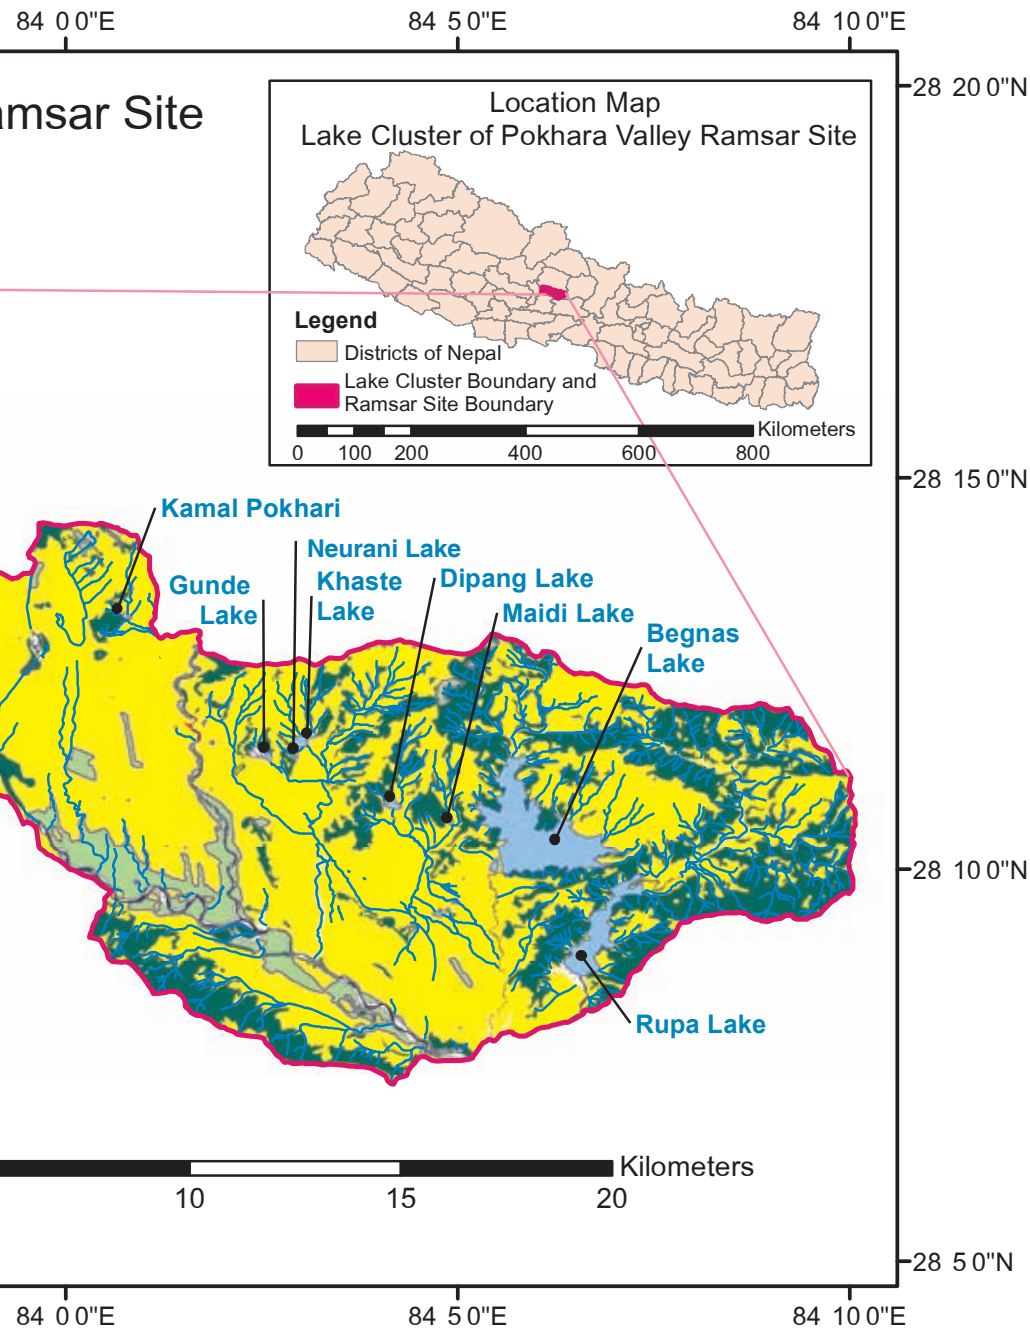 84 0 0"E
84 5 0"E
84 10 0"E
28 20 0"N
amsar Site
Location Map
Lake Cluster of Pokhara Valley Ramsar Site
Legend
Districts of Nepal
Lake Cluster Boundary and
Ramsar Site Boundary
Kilometers
0 100 200 400 600 800
28 15 0"N
Kamal Pokhari
Neurani Lake
Gunde
Lake
Khaste
Lake
Dipang Lake
Maidi Lake
Begnas
Lake
28 10 0"N
Rupa Lake
Kilometers
10 15 20
28 5 0"N
84 0 0"E
84 5 0"E
84 10 0"E